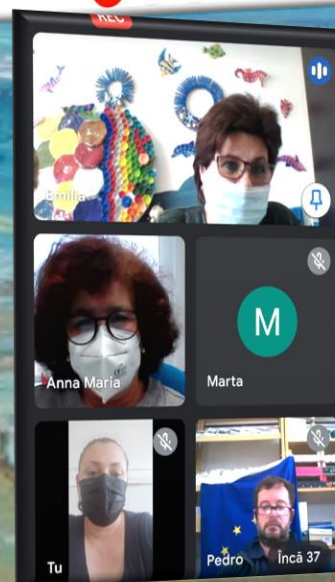 REC
Emilia
M
Anna Maria
Marta
Tu
Pedro
Încă 37